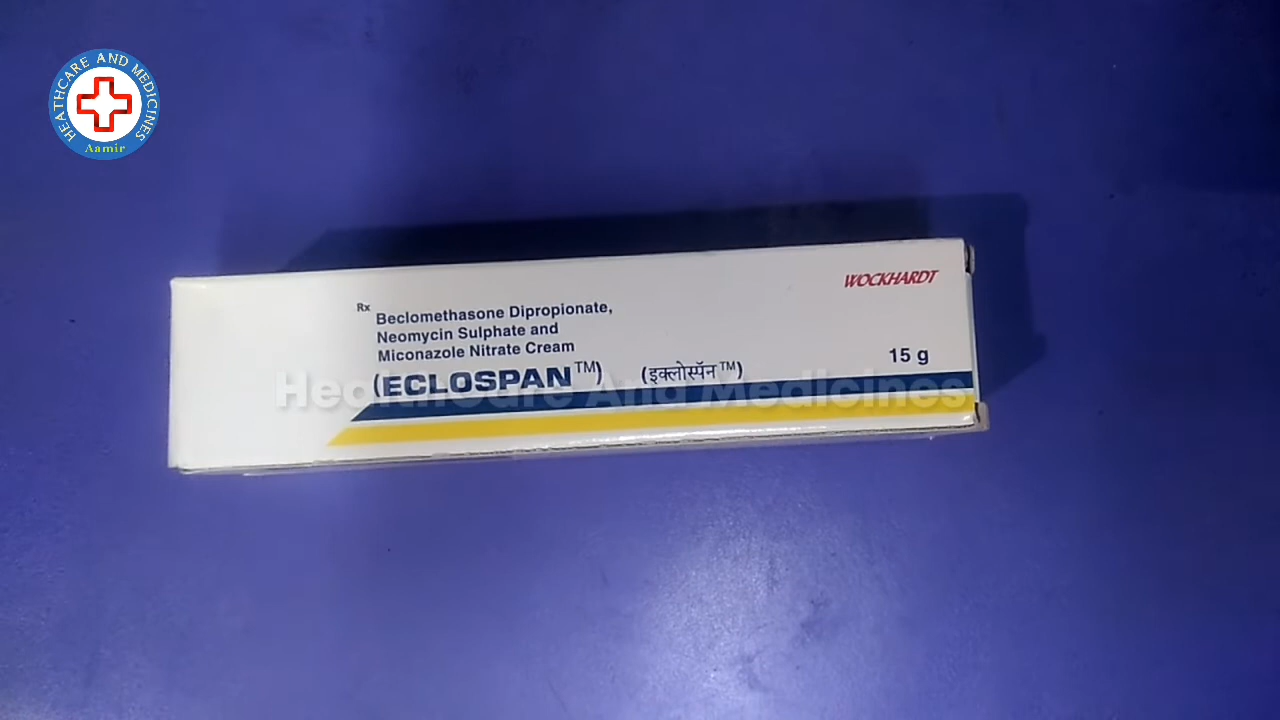 HEATHCARE AND MEDICINES
Aamir
WOCKHARDT
Rx
Beclomethasone Dipropionate,
Neomycin Sulphate and
Miconazole Nitrate Cream
15 g
(ECLOSPAN™) (इक्लोस्पॅन™)
HealthCare And Medicines